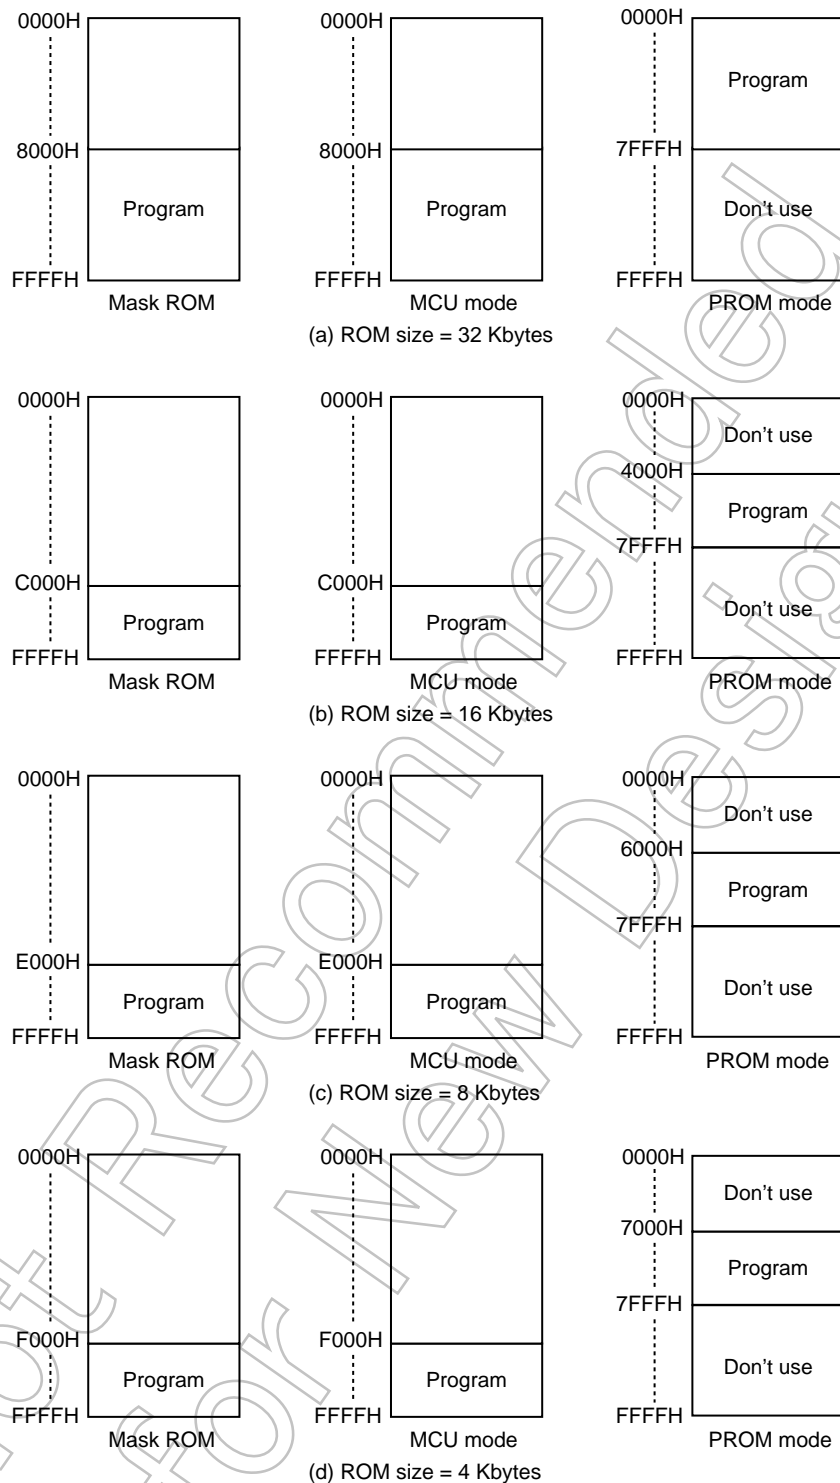 0000H 0000H 0000H
Program
8000H 8000H 7FFFH
Program Program Don't use
FFFFH FFFFH FFFFH
Mask ROM MCU mode PROM mode
(a) ROM size = 32 Kbytes
0000H 0000H 0000H
Don't use
4000H
Program
7FFFH
C000H C000H
Program Program Don't use
FFFFH FFFFH FFFFH
Mask ROM MCU mode PROM mode
(b) ROM size = 16 Kbytes
0000H 0000H 0000H
Don't use
6000H
Program
7FFFH
E000H E000H
Program Program Don't use
FFFFH FFFFH FFFFH
Mask ROM MCU mode PROM mode
(c) ROM size = 8 Kbytes
0000H 0000H 0000H
Don't use
7000H
Program
7FFFH
F000H F000H
Program Program Don't use
FFFFH FFFFH FFFFH
Mask ROM MCU mode PROM mode
(d) ROM size = 4 Kbytes
Recommended
for New Desig